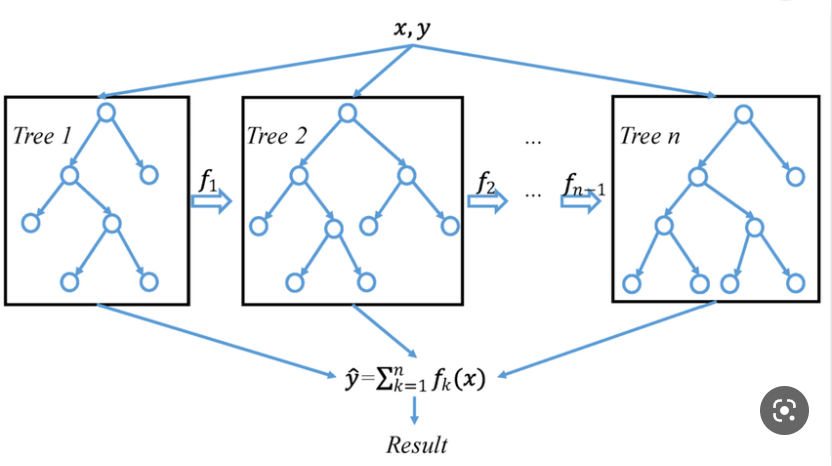 x, y
Tree 1
f₁
Tree 2
f₂
...
...
fₙ₋₁
Tree n
ŷ=∑ⁿₖ₌₁ fₖ(x)
Result